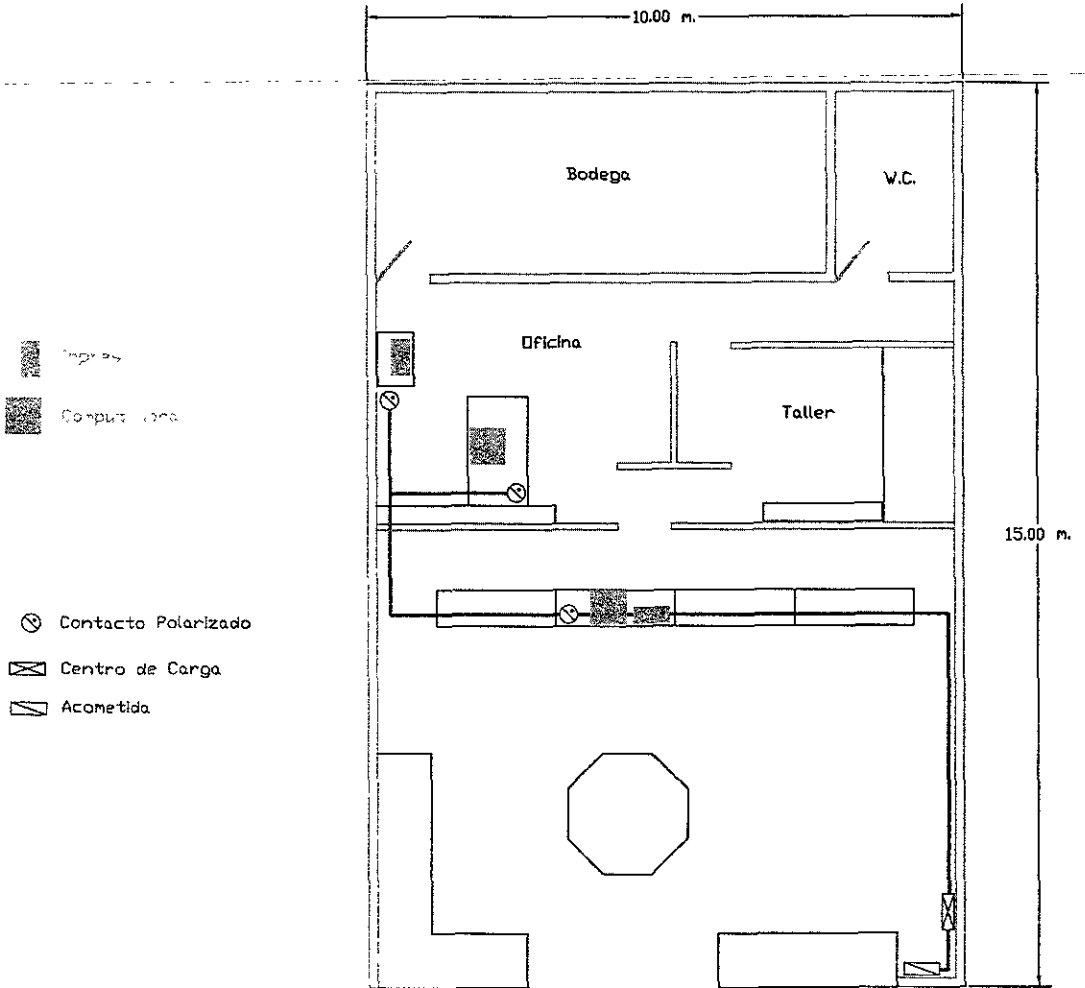 10.00 m.
Bodega
W.C.
Oficina
Taller
15.00 m.
Contacto Polarizado
Centro de Carga
Acometida